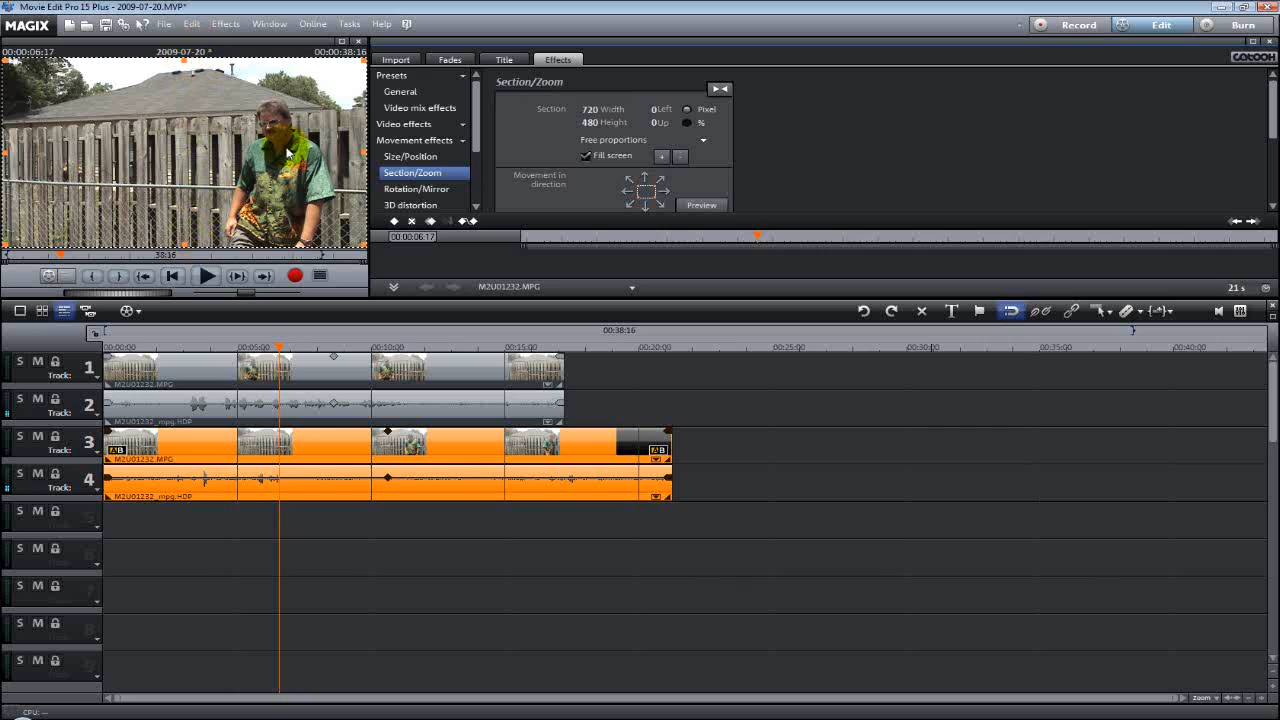 Movie Edit Pro 15 Plus - 2009-07-20.MVP*
MAGIX
File Edit Effects Window Online Tasks Help
Record Edit Burn
00:00:06:17 2009-07-20 * 00:00:38:16
Import Fades Title Effects
Presets
General
Video mix effects
Video effects
Movement effects
Size/Position
Section/Zoom
Rotation/Mirror
3D distortion
Section/Zoom
Section 720 Width 0 Left Pixel
480 Height 0 Up %
Free proportions
Fill screen + -
Movement in
direction
Preview
00:00:06:17
38:16
M2U01232.MPG 21 s
00:38:16
00:00:00 00:05:00 00:10:00 00:15:00 00:20:00 00:25:00 00:30:00 00:35:00 00:40:00
S M Track: 1
M2U01232.MPG
S M Track: 2
M2U01232_mpg.HDP
S M Track: 3
AB AB
M2U01232.MPG
S M Track: 4
M2U01232_mpg.HDP
S M 5
S M 6
S M 7
S M 8
S M
Zoom
CPU: ---